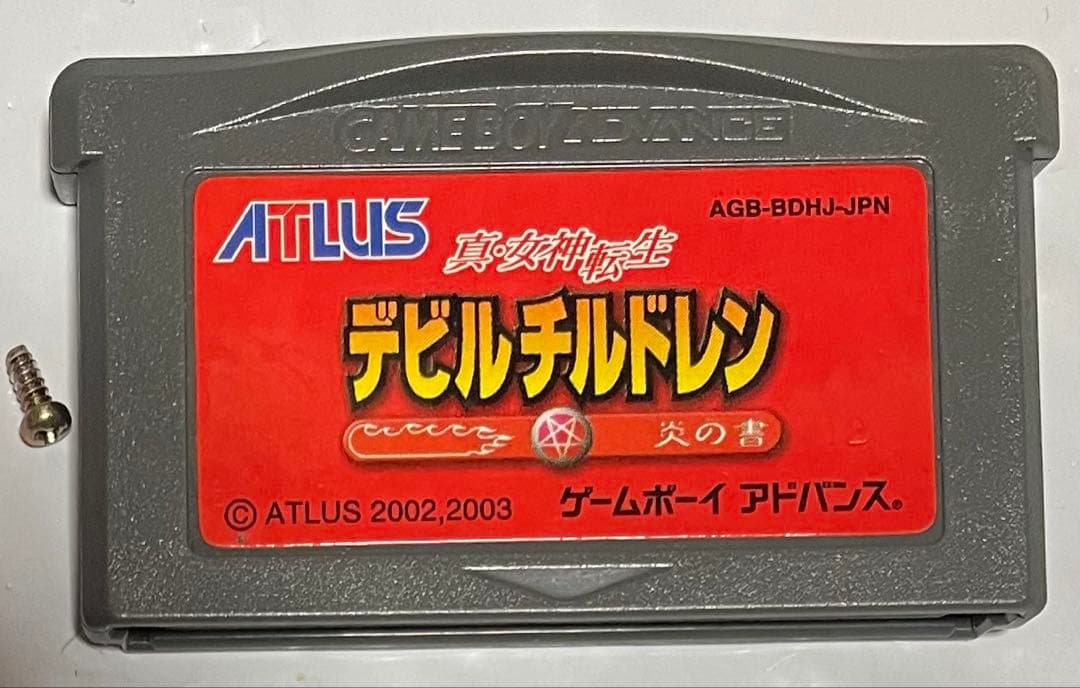 GAME BOY ADVANCE
ATLUS
AGB-BDHJ-JPN
真・女神転生
デビルチルドレン
炎の書
© ATLUS 2002,2003
ゲームボーイ アドバンス®